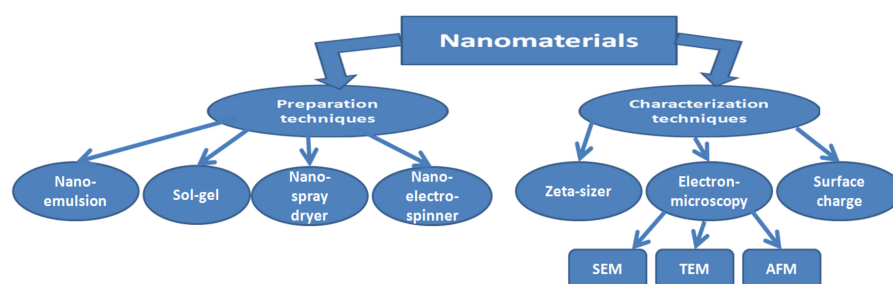 Nanomaterials
Preparation
techniques
Characterization
techniques
Nano-
emulsion
Sol-gel
Nano-
spray
dryer
Nano-
electro-
spinner
Zeta-sizer
Electron-
microscopy
Surface
charge
SEM
TEM
AFM